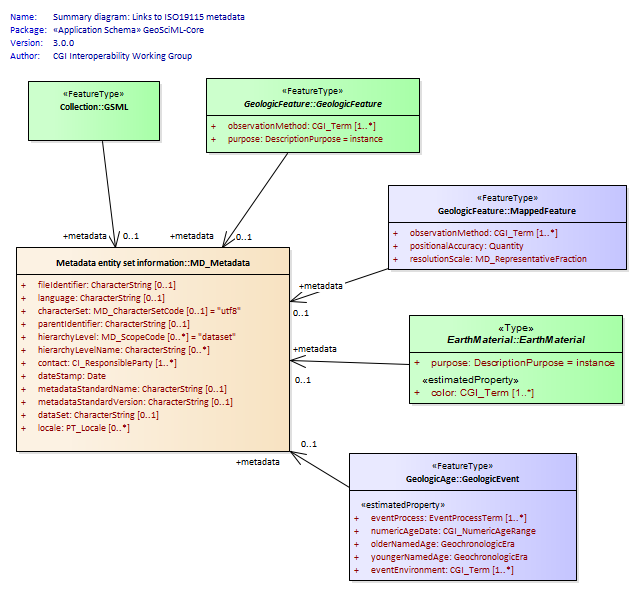 Name: Summary diagram: Links to ISO19115 metadata
Package: «Application Schema» GeoSciML-Core
Version: 3.0.0
Author: CGI Interoperability Working Group
«FeatureType»
Collection::GSML
«FeatureType»
GeologicFeature::GeologicFeature
+ observationMethod: CGI_Term [1..*]
+ purpose: DescriptionPurpose = instance
«FeatureType»
GeologicFeature::MappedFeature
+ observationMethod: CGI_Term [1..*]
+ positionalAccuracy: Quantity
+ resolutionScale: MD_RepresentativeFraction
+metadata 0..1
+metadata 0..1
+metadata
0..1
Metadata entity set information::MD_Metadata
+ fileIdentifier: CharacterString [0..1]
+ language: CharacterString [0..1]
+ characterSet: MD_CharacterSetCode [0..1] = "utf8"
+ parentIdentifier: CharacterString [0..1]
+ hierarchyLevel: MD_ScopeCode [0..*] = "dataset"
+ hierarchyLevelName: CharacterString [0..*]
+ contact: CI_ResponsibleParty [1..*]
+ dateStamp: Date
+ metadataStandardName: CharacterString [0..1]
+ metadataStandardVersion: CharacterString [0..1]
+ dataSet: CharacterString [0..1]
+ locale: PT_Locale [0..*]
+metadata
0..1
«Type»
EarthMaterial::EarthMaterial
+ purpose: DescriptionPurpose = instance
«estimatedProperty»
+ color: CGI_Term [1..*]
0..1
+metadata
«FeatureType»
GeologicAge::GeologicEvent
«estimatedProperty»
+ eventProcess: EventProcessTerm [1..*]
+ numericAgeDate: CGI_NumericAgeRange
+ olderNamedAge: GeochronologicEra
+ youngerNamedAge: GeochronologicEra
+ eventEnvironment: CGI_Term [1..*]